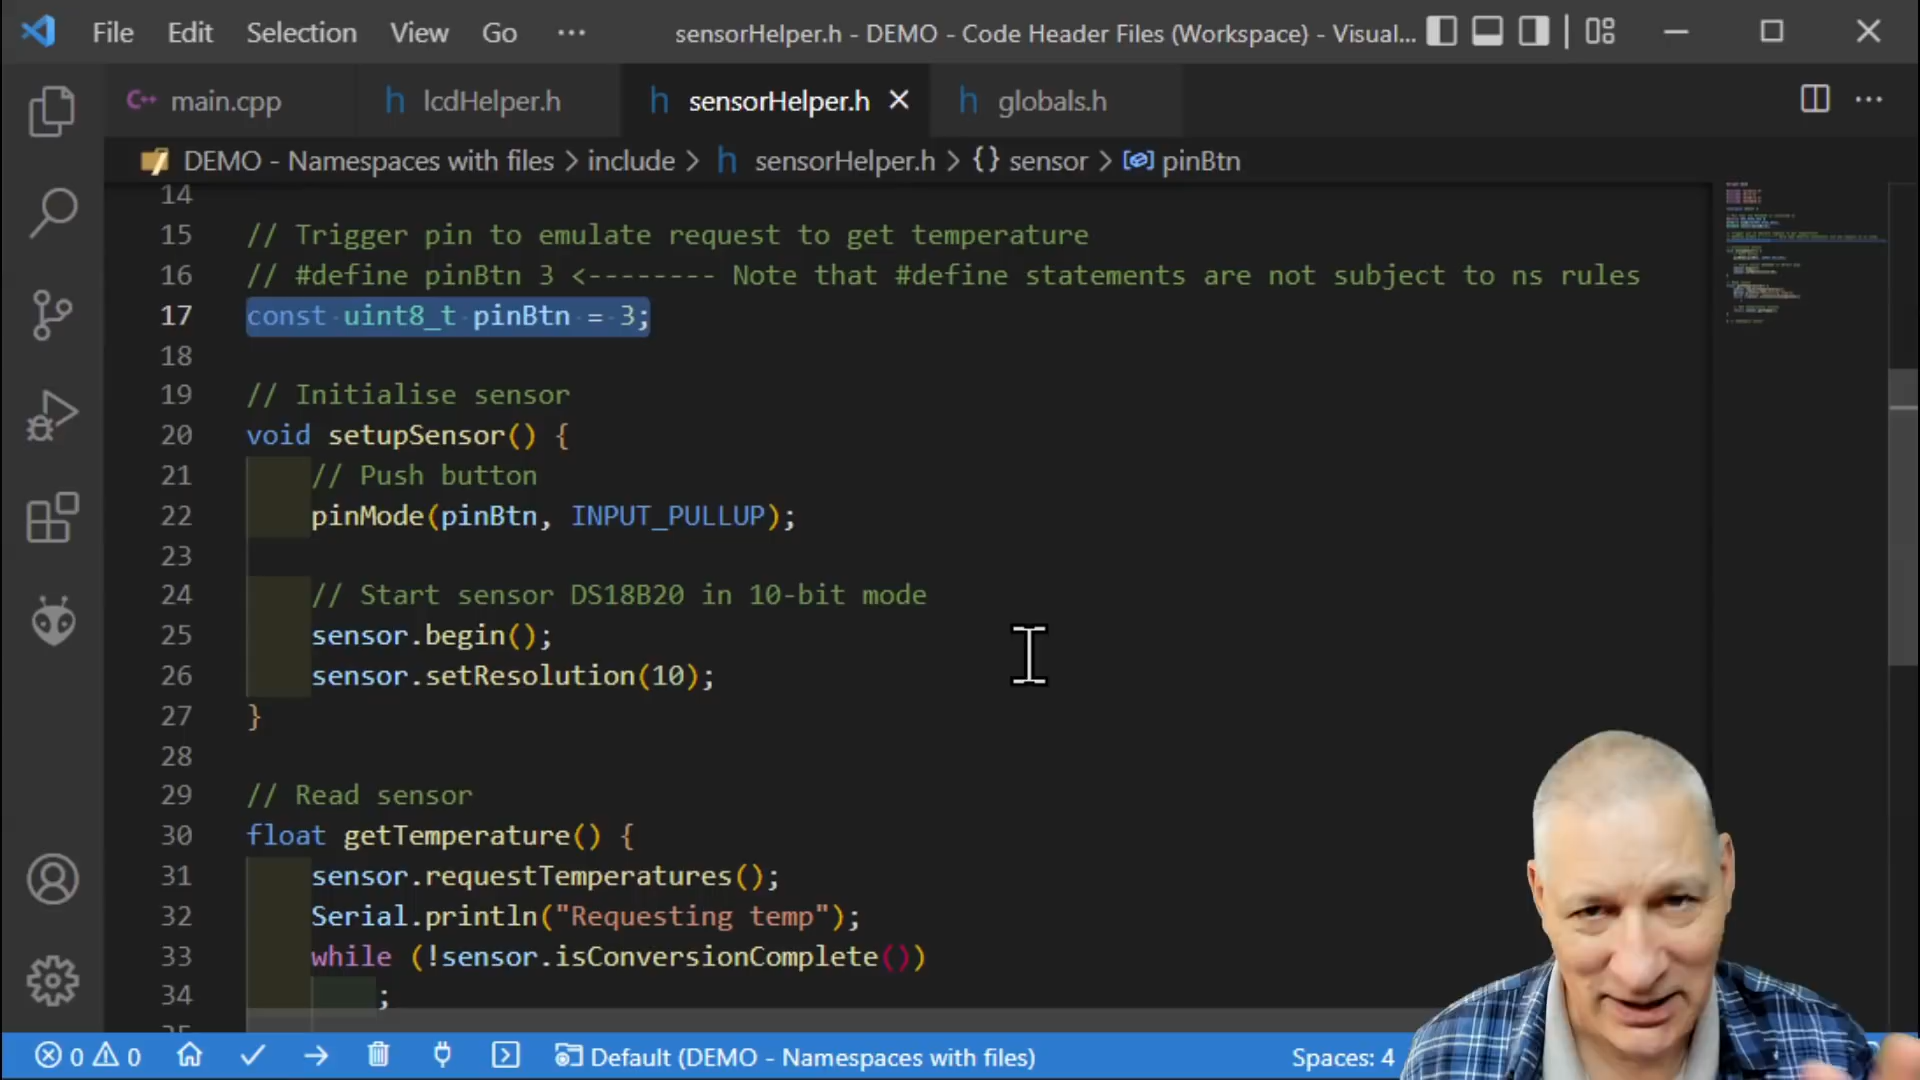 File Edit Selection View Go ··· sensorHelper.h - DEMO - Code Header Files (Workspace) - Visual...
main.cpp lcdHelper.h sensorHelper.h globals.h
DEMO - Namespaces with files > include > sensorHelper.h > {} sensor > pinBtn
14
15 // Trigger pin to emulate request to get temperature
16 // #define pinBtn 3 <-------- Note that #define statements are not subject to ns rules
17 const uint8_t pinBtn = 3;
18
19 // Initialise sensor
20 void setupSensor() {
21 // Push button
22 pinMode(pinBtn, INPUT_PULLUP);
23
24 // Start sensor DS18B20 in 10-bit mode
25 sensor.begin();
26 sensor.setResolution(10);
27 }
28
29 // Read sensor
30 float getTemperature() {
31 sensor.requestTemperatures();
32 Serial.println("Requesting temp");
33 while (!sensor.isConversionComplete())
34 ;
0 0 Default (DEMO - Namespaces with files) Spaces: 4